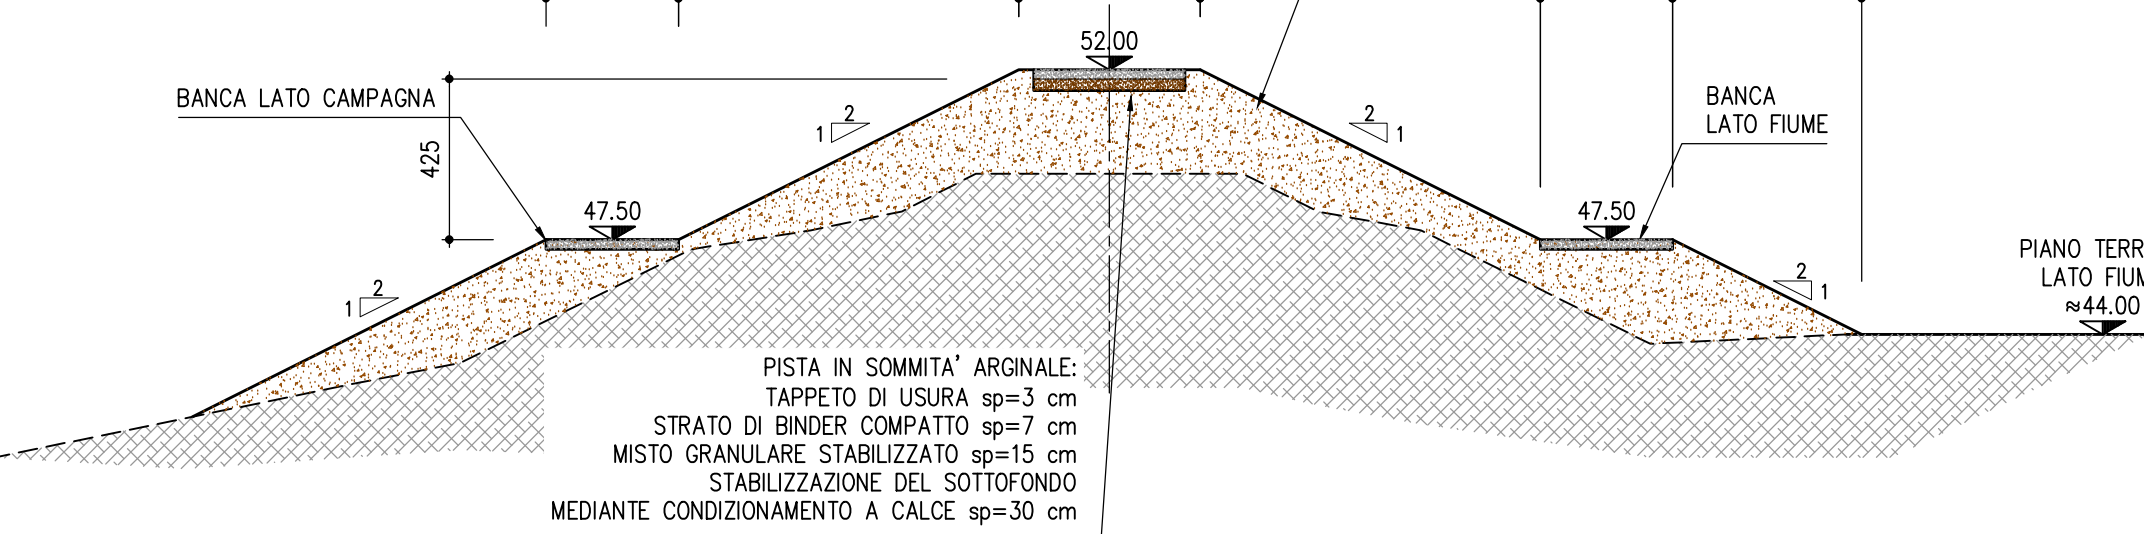 52.00
BANCA LATO CAMPAGNA
425
1 2
2 1
BANCA
LATO FIUME
47.50
47.50
1 2
2 1
PIANO TERR
LATO FIUM
≈44.00
PISTA IN SOMMITA' ARGINALE:
TAPPETO DI USURA sp=3 cm
STRATO DI BINDER COMPATTO sp=7 cm
MISTO GRANULARE STABILIZZATO sp=15 cm
STABILIZZAZIONE DEL SOTTOFONDO
MEDIANTE CONDIZIONAMENTO A CALCE sp=30 cm